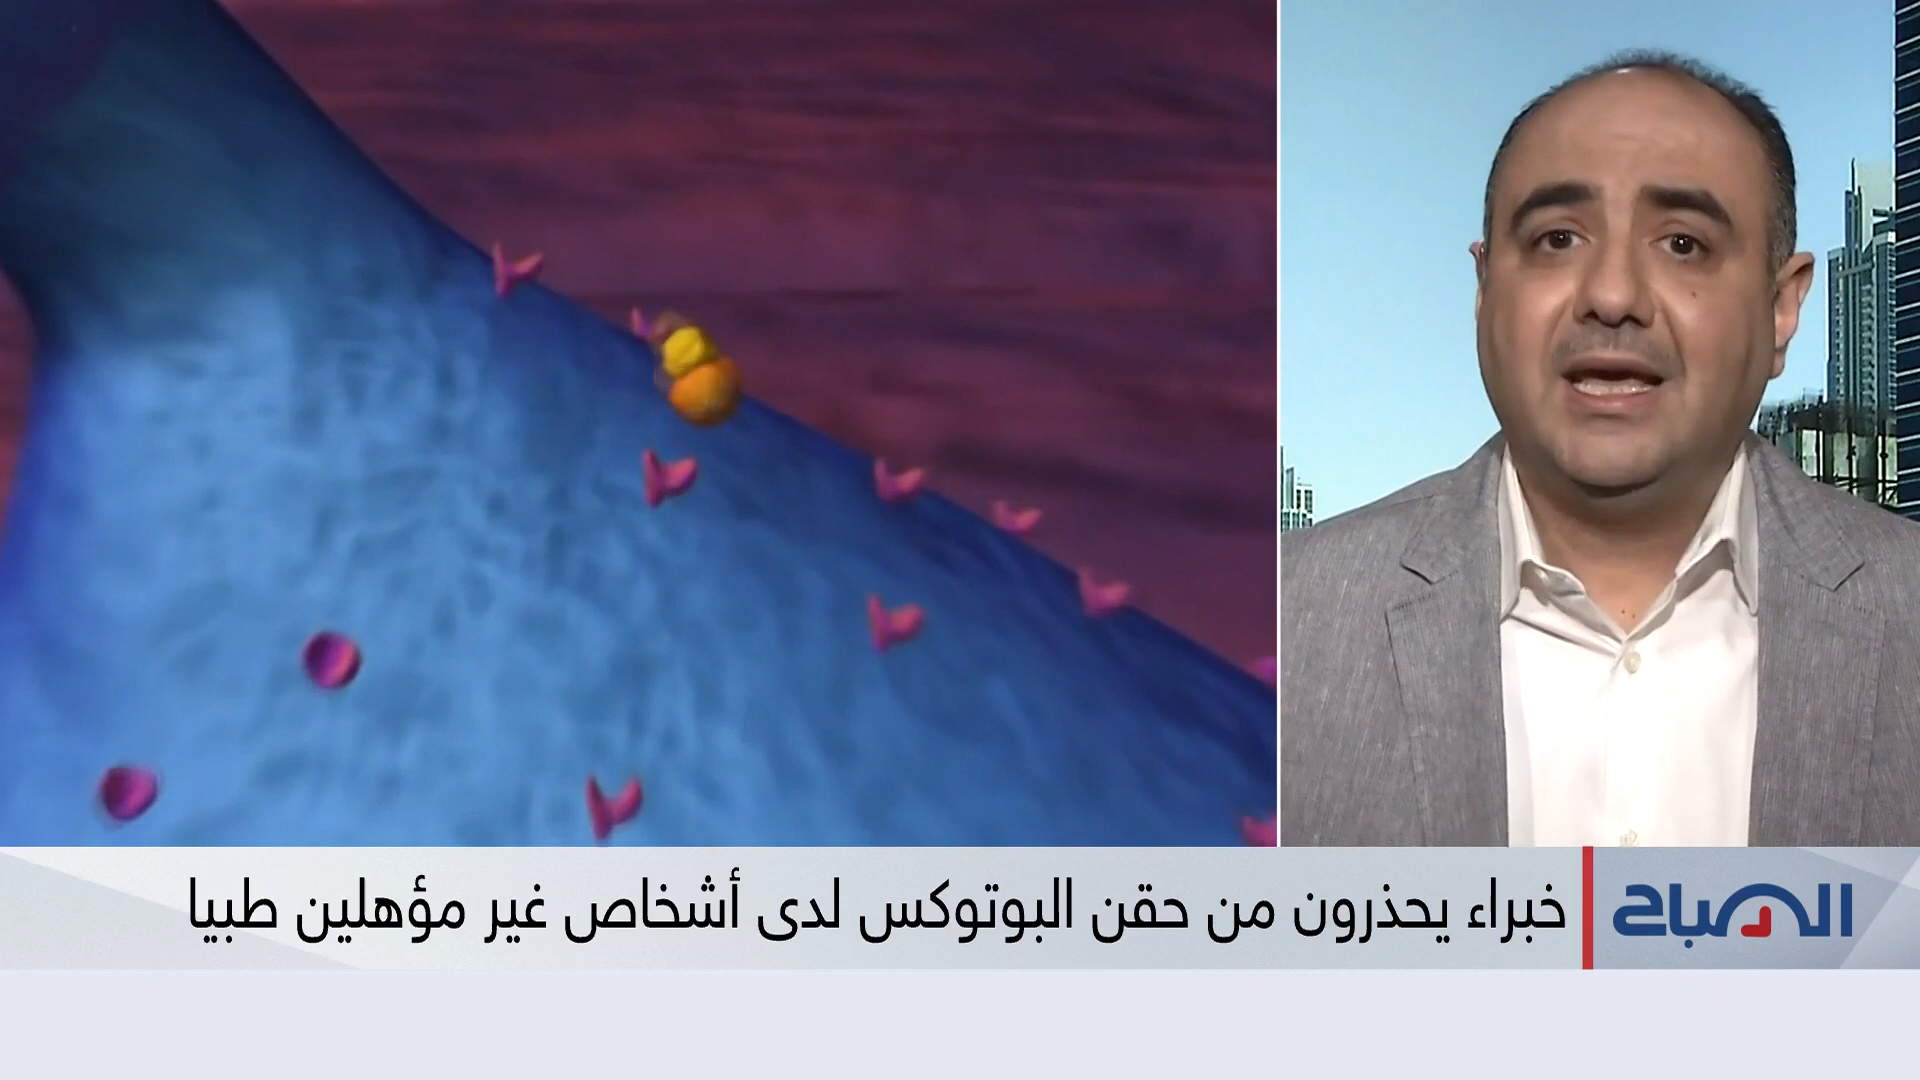 الصباح
خبراء يحذرون من حقن البوتوكس لدى أشخاص غير مؤهلين طبيا